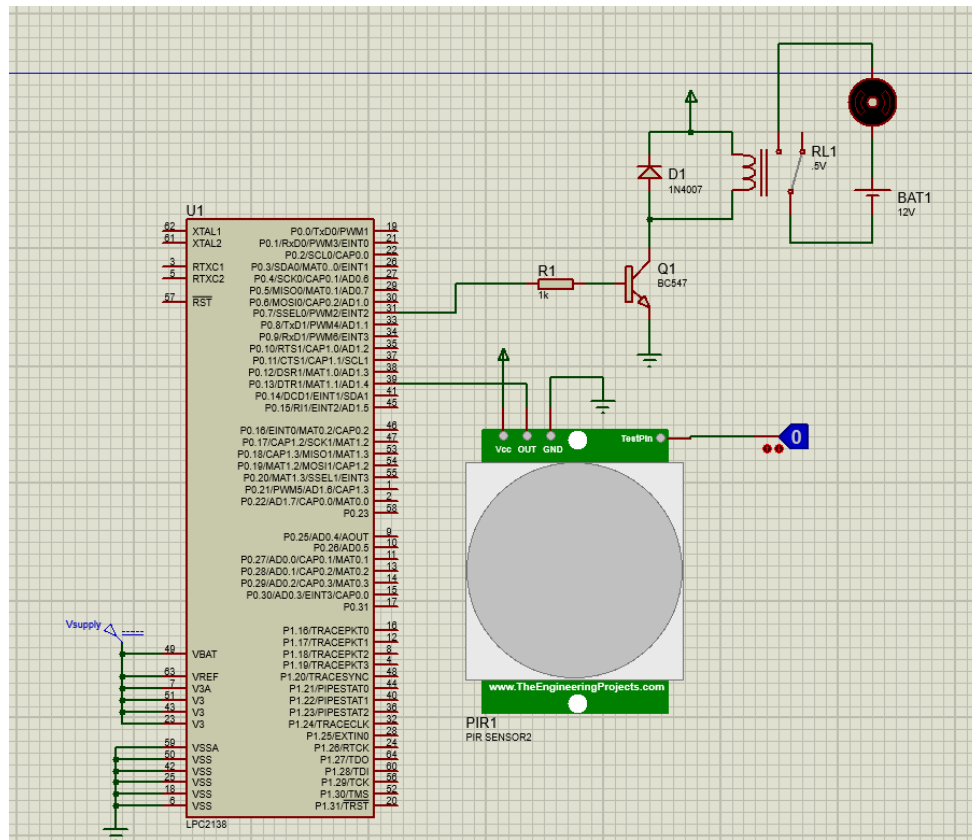 U1
62 XTAL1
61 XTAL2
3 RTXC1
5 RTXC2
57 RST
49 VBAT
63 VREF
7 V3A
51 V3
43 V3
23 V3
59 VSSA
50 VSS
42 VSS
25 VSS
18 VSS
6 VSS
P0.0/TxD0/PWM1 19
P0.1/RxD0/PWM3/EINT0 21
P0.2/SCL0/CAP0.0 22
P0.3/SDA0/MAT0..0/EINT1 26
P0.4/SCK0/CAP0.1/AD0.6 27
P0.5/MISO0/MAT0.1/AD0.7 29
P0.6/MOSI0/CAP0.2/AD1.0 30
P0.7/SSEL0/PWM2/EINT2 31
P0.8/TxD1/PWM4/AD1.1 33
P0.9/RxD1/PWM6/EINT3 34
P0.10/RTS1/CAP1.0/AD1.2 35
P0.11/CTS1/CAP1.1/SCL1 37
P0.12/DSR1/MAT1.0/AD1.3 38
P0.13/DTR1/MAT1.1/AD1.4 39
P0.14/DCD1/EINT1/SDA1 41
P0.15/RI1/EINT2/AD1.5 45
P0.16/EINT0/MAT0.2/CAP0.2 46
P0.17/CAP1.2/SCK1/MAT1.2 47
P0.18/CAP1.3/MISO1/MAT1.3 53
P0.19/MAT1.2/MOSI1/CAP1.2 54
P0.20/MAT1.3/SSEL1/EINT3 55
P0.21/PWM5/AD1.6/CAP1.3 1
P0.22/AD1.7/CAP0.0/MAT0.0 2
P0.23 58
P0.25/AD0.4/AOUT 9
P0.26/AD0.5 10
P0.27/AD0.0/CAP0.1/MAT0.1 11
P0.28/AD0.1/CAP0.2/MAT0.2 13
P0.29/AD0.2/CAP0.3/MAT0.3 14
P0.30/AD0.3/EINT3/CAP0.0 15
P0.31 17
P1.16/TRACEPKT0 16
P1.17/TRACEPKT1 12
P1.18/TRACEPKT2 8
P1.19/TRACEPKT3 4
P1.20/TRACESYNC 48
P1.21/PIPESTAT0 44
P1.22/PIPESTAT1 40
P1.23/PIPESTAT2 36
P1.24/TRACECLK 32
P1.25/EXTIN0 28
P1.26/RTCK 24
P1.27/TDO 64
P1.28/TDI 60
P1.29/TCK 56
P1.30/TMS 52
P1.31/TRST 20
LPC2138
Vsupply
R1
1k
Q1
BC547
D1
1N4007
RL1
.5V
BAT1
12V
Vcc OUT GND TestPin
0
www.TheEngineeringProjects.com
PIR1
PIR SENSOR2